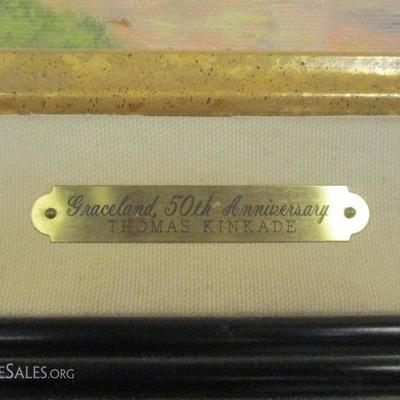 Graceland, 50th Anniversary
THOMAS KINKADE
ESALES.ORG